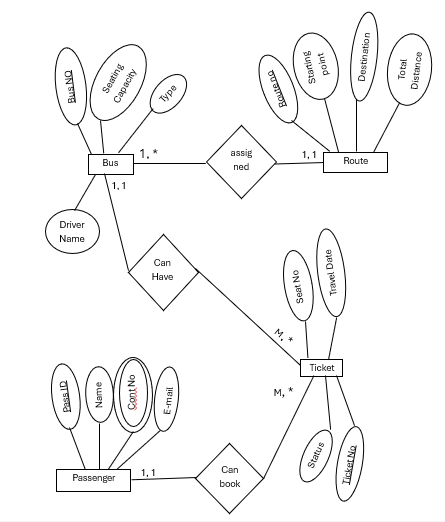 Bus NO
Seating
Capacity
Type
Route no
Starting
Point
Destination
Total
Distance
Bus
1, *
assig
ned
1, 1
Route
1,1
Driver
Name
Can
Have
Seat No
Travel Date
M, *
Ticket
M, *
Pass ID
Name
Cont No
E-mail
Status
Ticket No
Passenger
1,1
Can
book